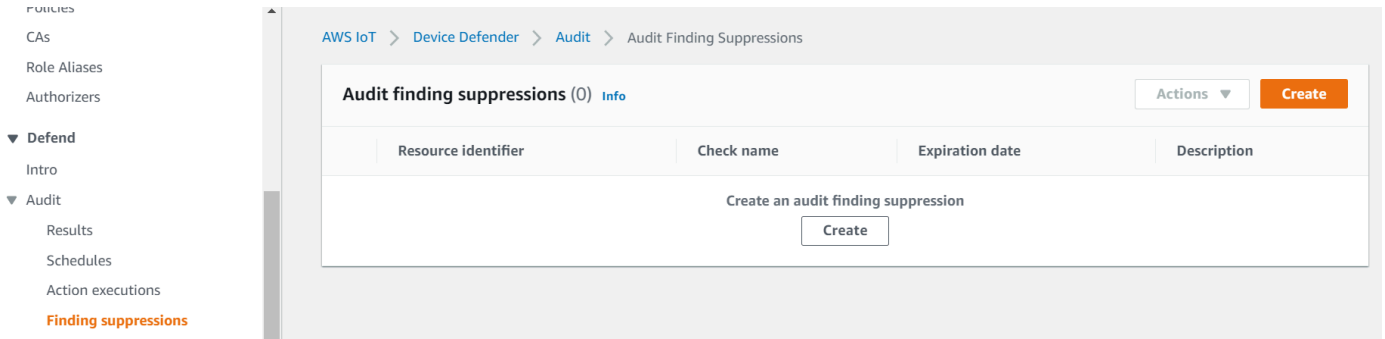 Policies
CAs
Role Aliases
Authorizers
Defend
Intro
Audit
Results
Schedules
Action executions
Finding suppressions
AWS IoT > Device Defender > Audit > Audit Finding Suppressions
Audit finding suppressions (0) Info
Actions
Create
Resource identifier Check name Expiration date Description
Create an audit finding suppression
Create